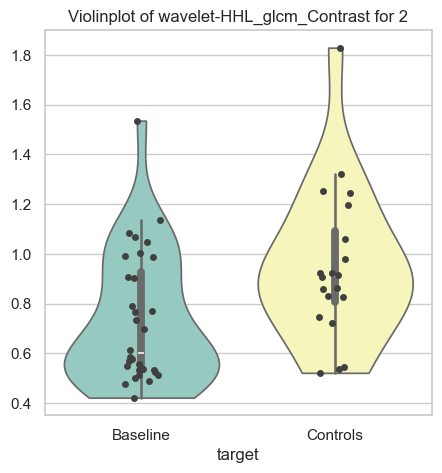 Violinplot of wavelet-HHL_glcm_Contrast for 2
1.8
1.6
1.4
1.2
1.0
0.8
0.6
0.4
Baseline
Controls
target